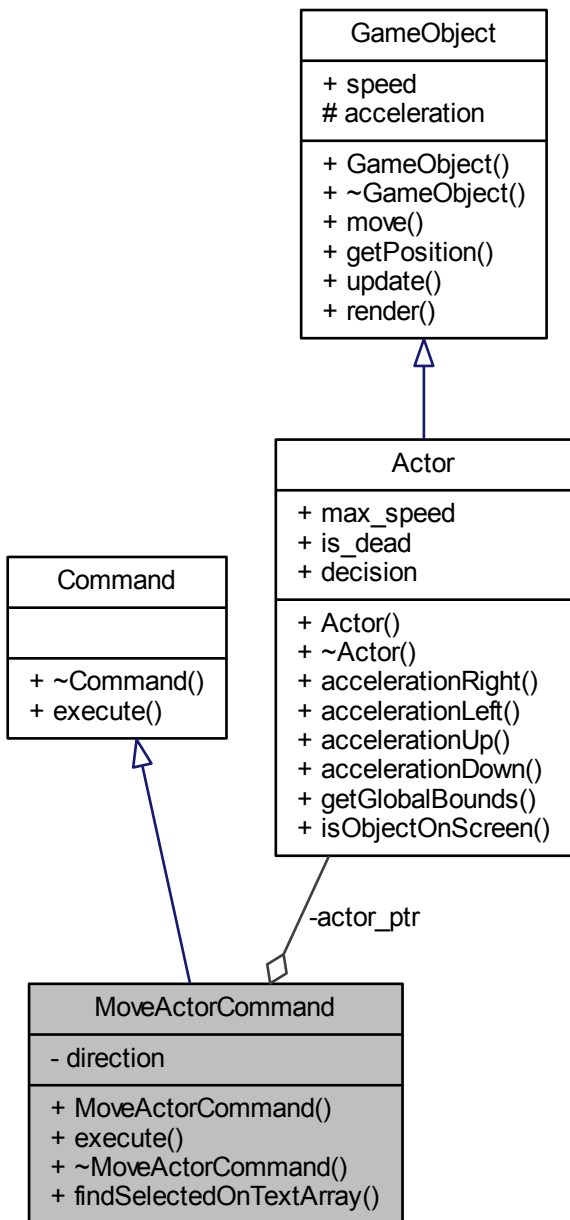 GameObject
+ speed
# acceleration
+ GameObject()
+ ~GameObject()
+ move()
+ getPosition()
+ update()
+ render()
Actor
+ max_speed
+ is_dead
+ decision
+ Actor()
+ ~Actor()
+ accelerationRight()
+ accelerationLeft()
+ accelerationUp()
+ accelerationDown()
+ getGlobalBounds()
+ isObjectOnScreen()
Command
+ ~Command()
+ execute()
-actor_ptr
MoveActorCommand
- direction
+ MoveActorCommand()
+ execute()
+ ~MoveActorCommand()
+ findSelectedOnTextArray()